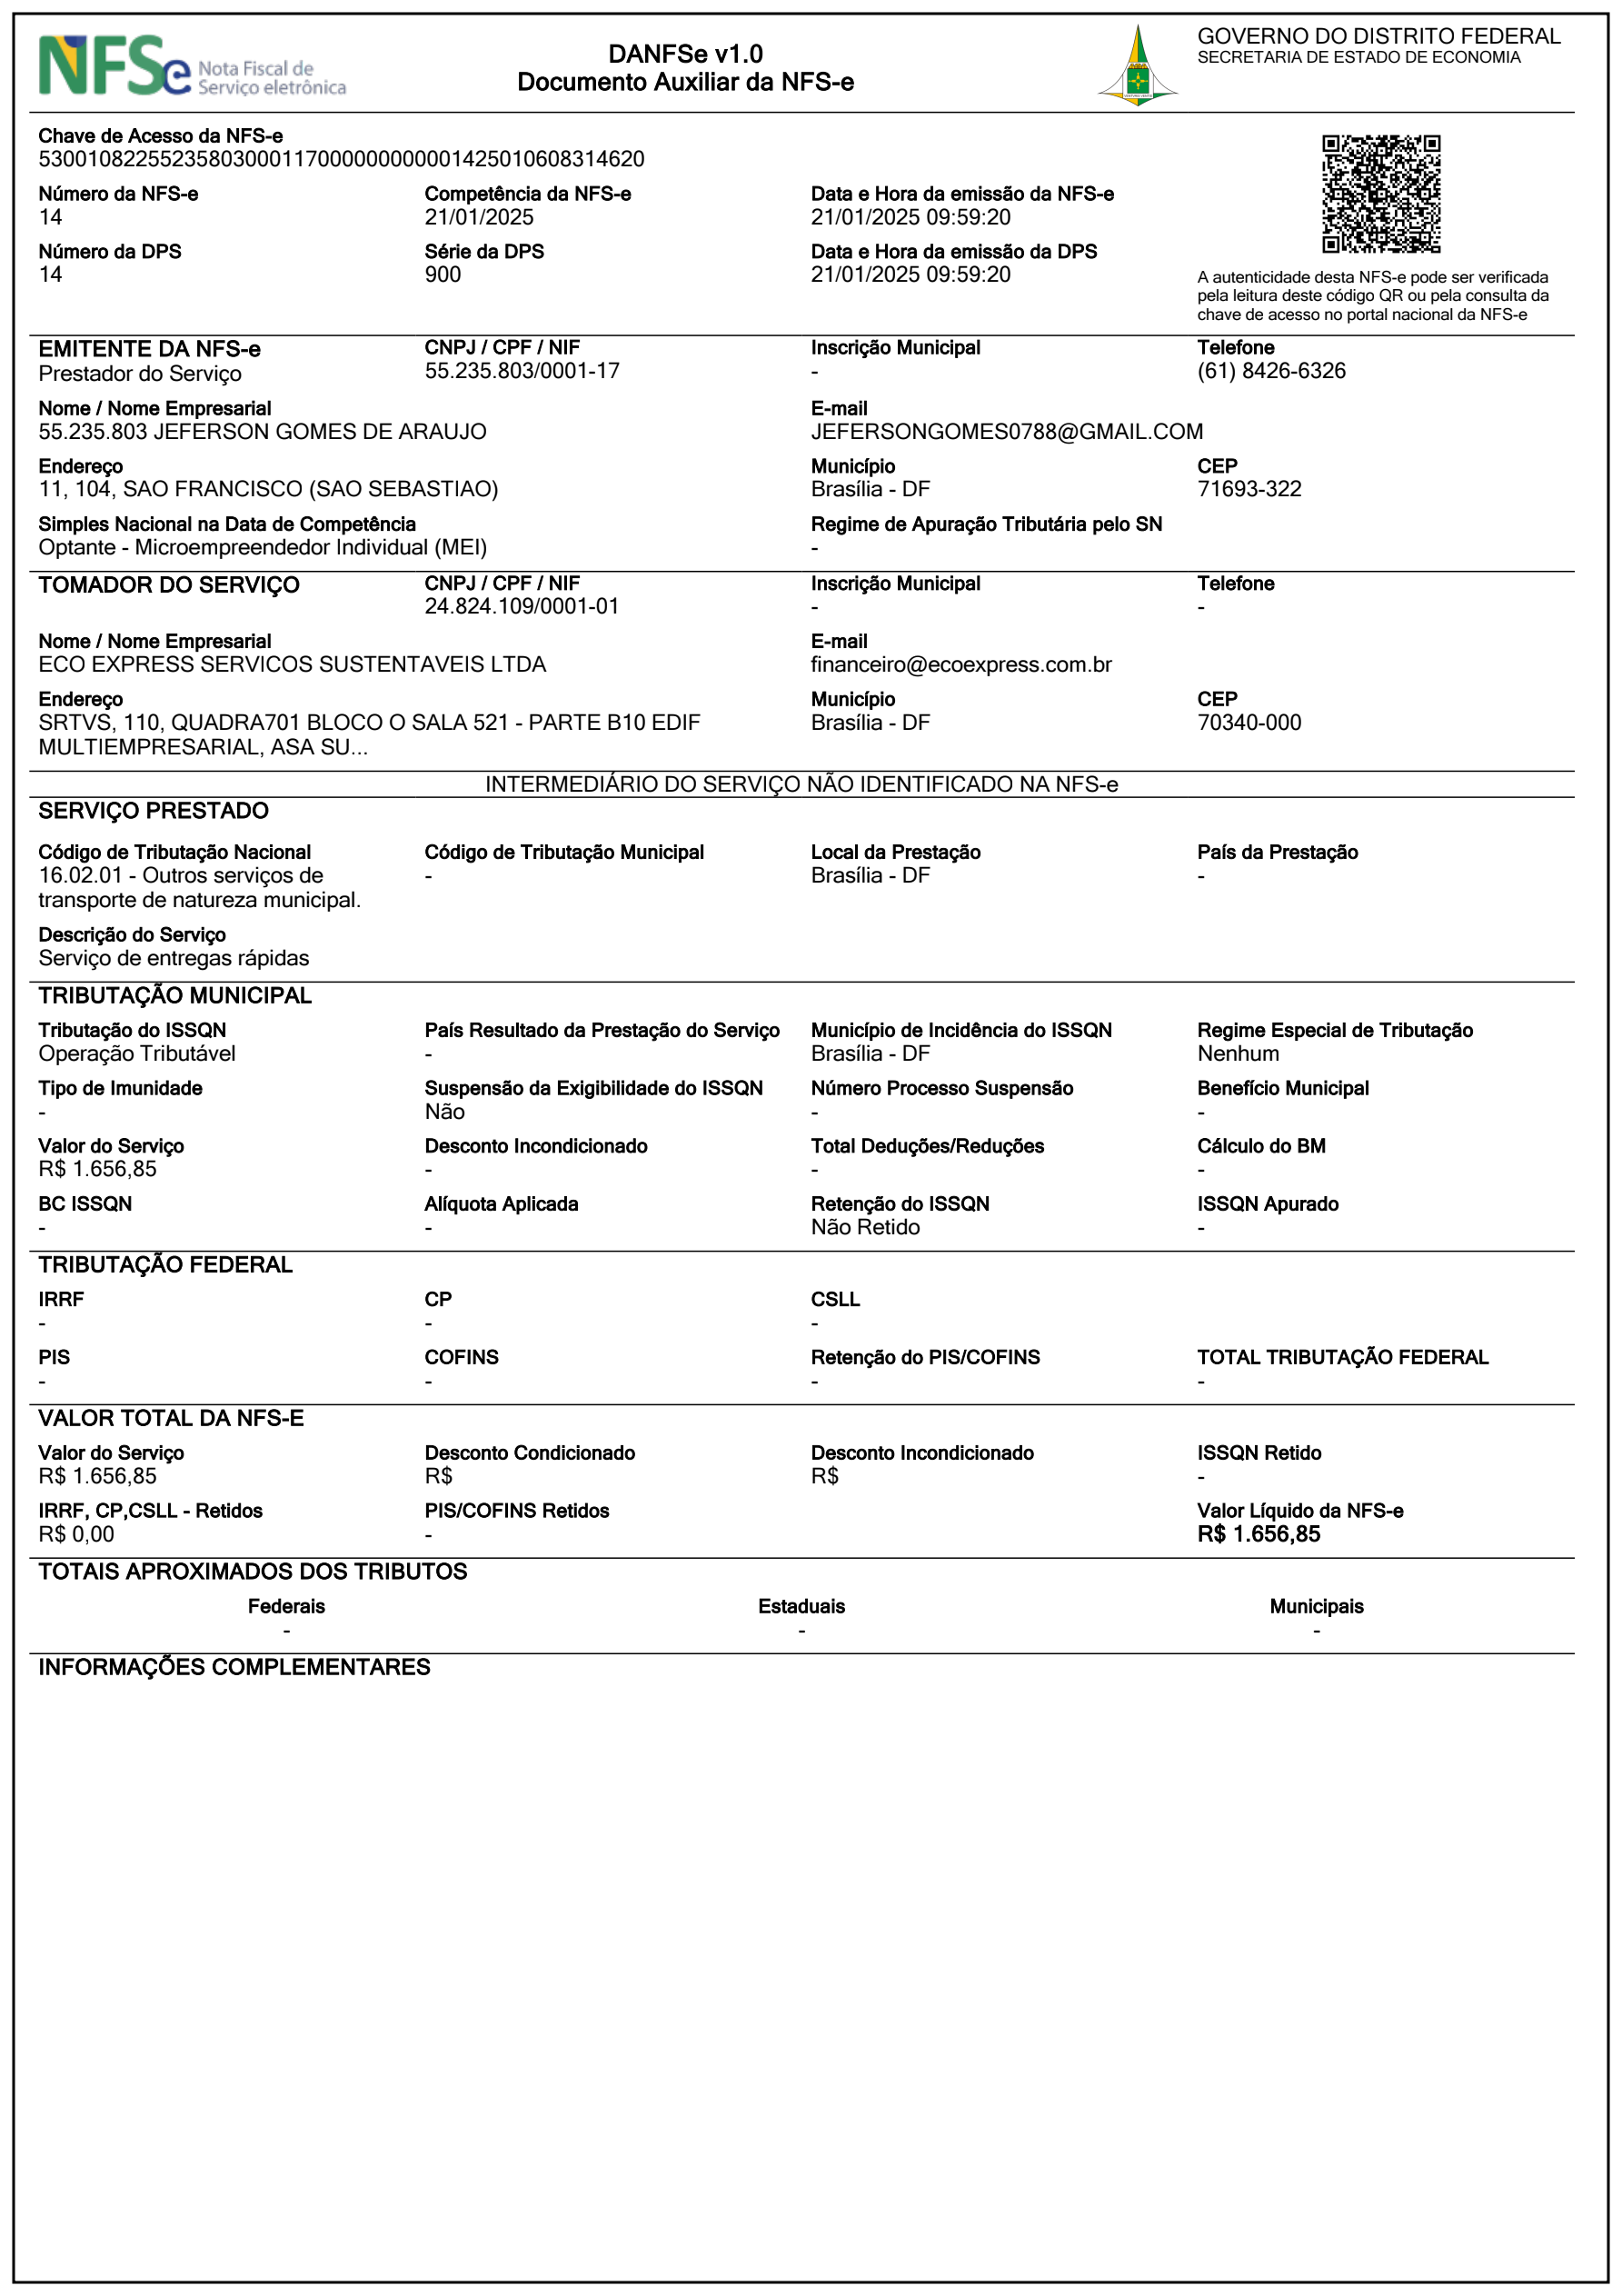 NFSe Nota Fiscal de
Serviço eletrônica
DANFSe v1.0
Documento Auxiliar da NFS-e
GOVERNO DO DISTRITO FEDERAL
SECRETARIA DE ESTADO DE ECONOMIA
Chave de Acesso da NFS-e
53001082255235803000117000000000001425010608314620
Número da NFS-e Competência da NFS-e Data e Hora da emissão da NFS-e
14 21/01/2025 21/01/2025 09:59:20
Número da DPS Série da DPS Data e Hora da emissão da DPS
14 900 21/01/2025 09:59:20
A autenticidade desta NFS-e pode ser verificada
pela leitura deste código QR ou pela consulta da
chave de acesso no portal nacional da NFS-e
EMITENTE DA NFS-e CNPJ / CPF / NIF Inscrição Municipal Telefone
Prestador do Serviço 55.235.803/0001-17 - (61) 8426-6326
Nome / Nome Empresarial E-mail
55.235.803 JEFERSON GOMES DE ARAUJO JEFERSONGOMES0788@GMAIL.COM
Endereço Município CEP
11, 104, SAO FRANCISCO (SAO SEBASTIAO) Brasília - DF 71693-322
Simples Nacional na Data de Competência Regime de Apuração Tributária pelo SN
Optante - Microempreendedor Individual (MEI) -
TOMADOR DO SERVIÇO CNPJ / CPF / NIF Inscrição Municipal Telefone
24.824.109/0001-01 - -
Nome / Nome Empresarial E-mail
ECO EXPRESS SERVICOS SUSTENTAVEIS LTDA financeiro@ecoexpress.com.br
Endereço Município CEP
SRTVS, 110, QUADRA701 BLOCO O SALA 521 - PARTE B10 EDIF Brasília - DF 70340-000
MULTIEMPRESARIAL, ASA SU...
INTERMEDIÁRIO DO SERVIÇO NÃO IDENTIFICADO NA NFS-e
SERVIÇO PRESTADO
Código de Tributação Nacional Código de Tributação Municipal Local da Prestação País da Prestação
16.02.01 - Outros serviços de - Brasília - DF -
transporte de natureza municipal.
Descrição do Serviço
Serviço de entregas rápidas
TRIBUTAÇÃO MUNICIPAL
Tributação do ISSQN País Resultado da Prestação do Serviço Município de Incidência do ISSQN Regime Especial de Tributação
Operação Tributável - Brasília - DF Nenhum
Tipo de Imunidade Suspensão da Exigibilidade do ISSQN Número Processo Suspensão Benefício Municipal
- Não - -
Valor do Serviço Desconto Incondicionado Total Deduções/Reduções Cálculo do BM
R$ 1.656,85 - - -
BC ISSQN Alíquota Aplicada Retenção do ISSQN ISSQN Apurado
- - Não Retido -
TRIBUTAÇÃO FEDERAL
IRRF CP CSLL
- - -
PIS COFINS Retenção do PIS/COFINS TOTAL TRIBUTAÇÃO FEDERAL
- - - -
VALOR TOTAL DA NFS-E
Valor do Serviço Desconto Condicionado Desconto Incondicionado ISSQN Retido
R$ 1.656,85 R$ R$ -
IRRF, CP,CSLL - Retidos PIS/COFINS Retidos Valor Líquido da NFS-e
R$ 0,00 - R$ 1.656,85
TOTAIS APROXIMADOS DOS TRIBUTOS
Federais Estaduais Municipais
- - -
INFORMAÇÕES COMPLEMENTARES